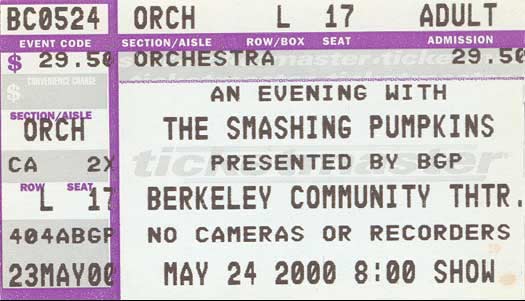 BC0524 ORCH L 17 ADULT
EVENT CODE SECTION/AISLE ROW/BOX SEAT ADMISSION
$ 29.50 ORCHESTRA 29.50
$ CONVENIENCE CHARGE
AN EVENING WITH
SECTION/AISLE
ORCH THE SMASHING PUMPKINS
CA 2X PRESENTED BY BGP
ticketmaster
ROW SEAT
L 17 BERKELEY COMMUNITY THTR.
404ABGP NO CAMERAS OR RECORDERS
23MAY00 MAY 24 2000 8:00 SHOW